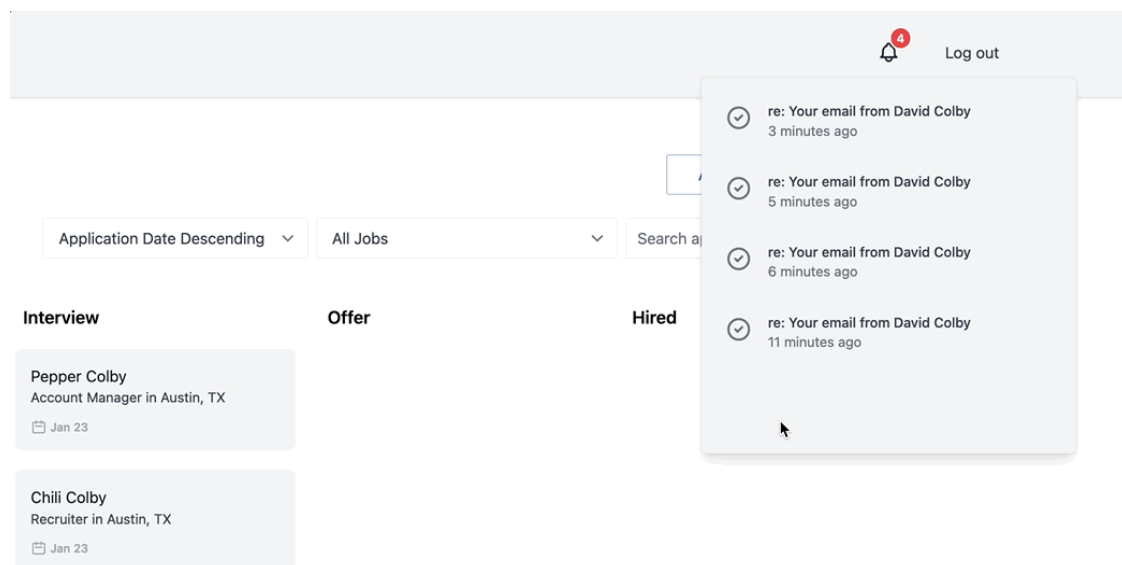 4
Log out
re: Your email from David Colby
3 minutes ago
re: Your email from David Colby
5 minutes ago
re: Your email from David Colby
6 minutes ago
re: Your email from David Colby
11 minutes ago
Application Date Descending
All Jobs
Search
Interview
Offer
Hired
Pepper Colby
Account Manager in Austin, TX
Jan 23
Chili Colby
Recruiter in Austin, TX
Jan 23